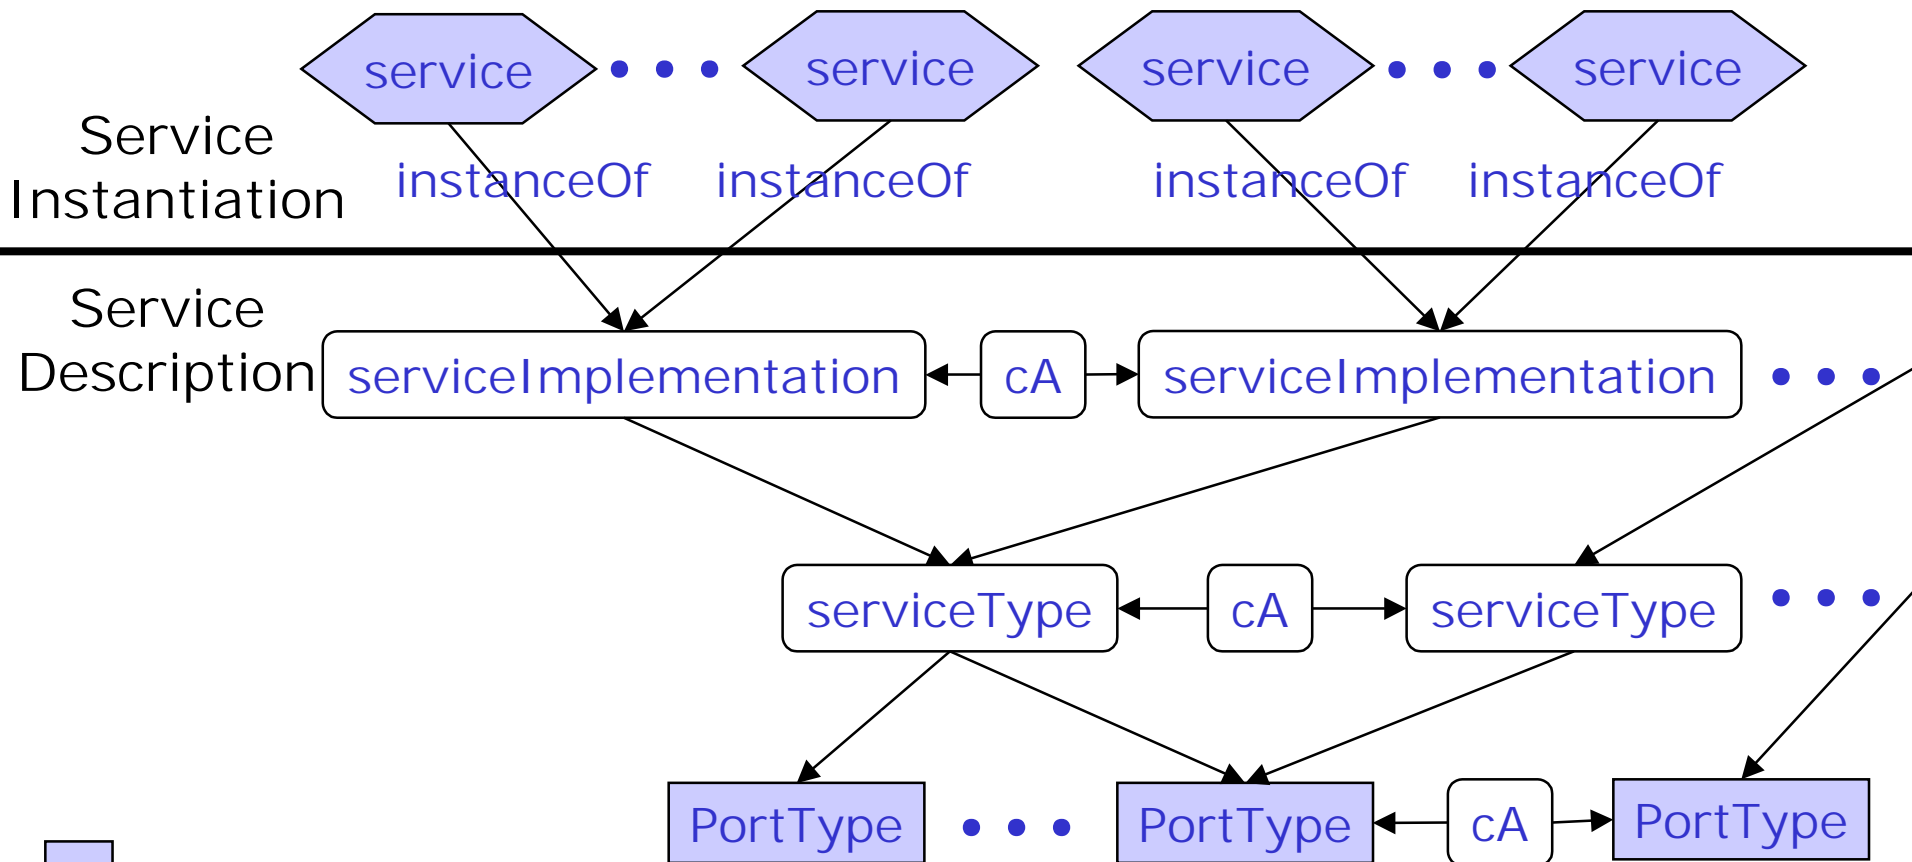 service
service
service
service
Service
Instantiation
instanceOf
instanceOf
instanceOf
instanceOf
Service
Description
serviceImplementation
cA
serviceImplementation
serviceType
cA
serviceType
PortType
PortType
cA
PortType